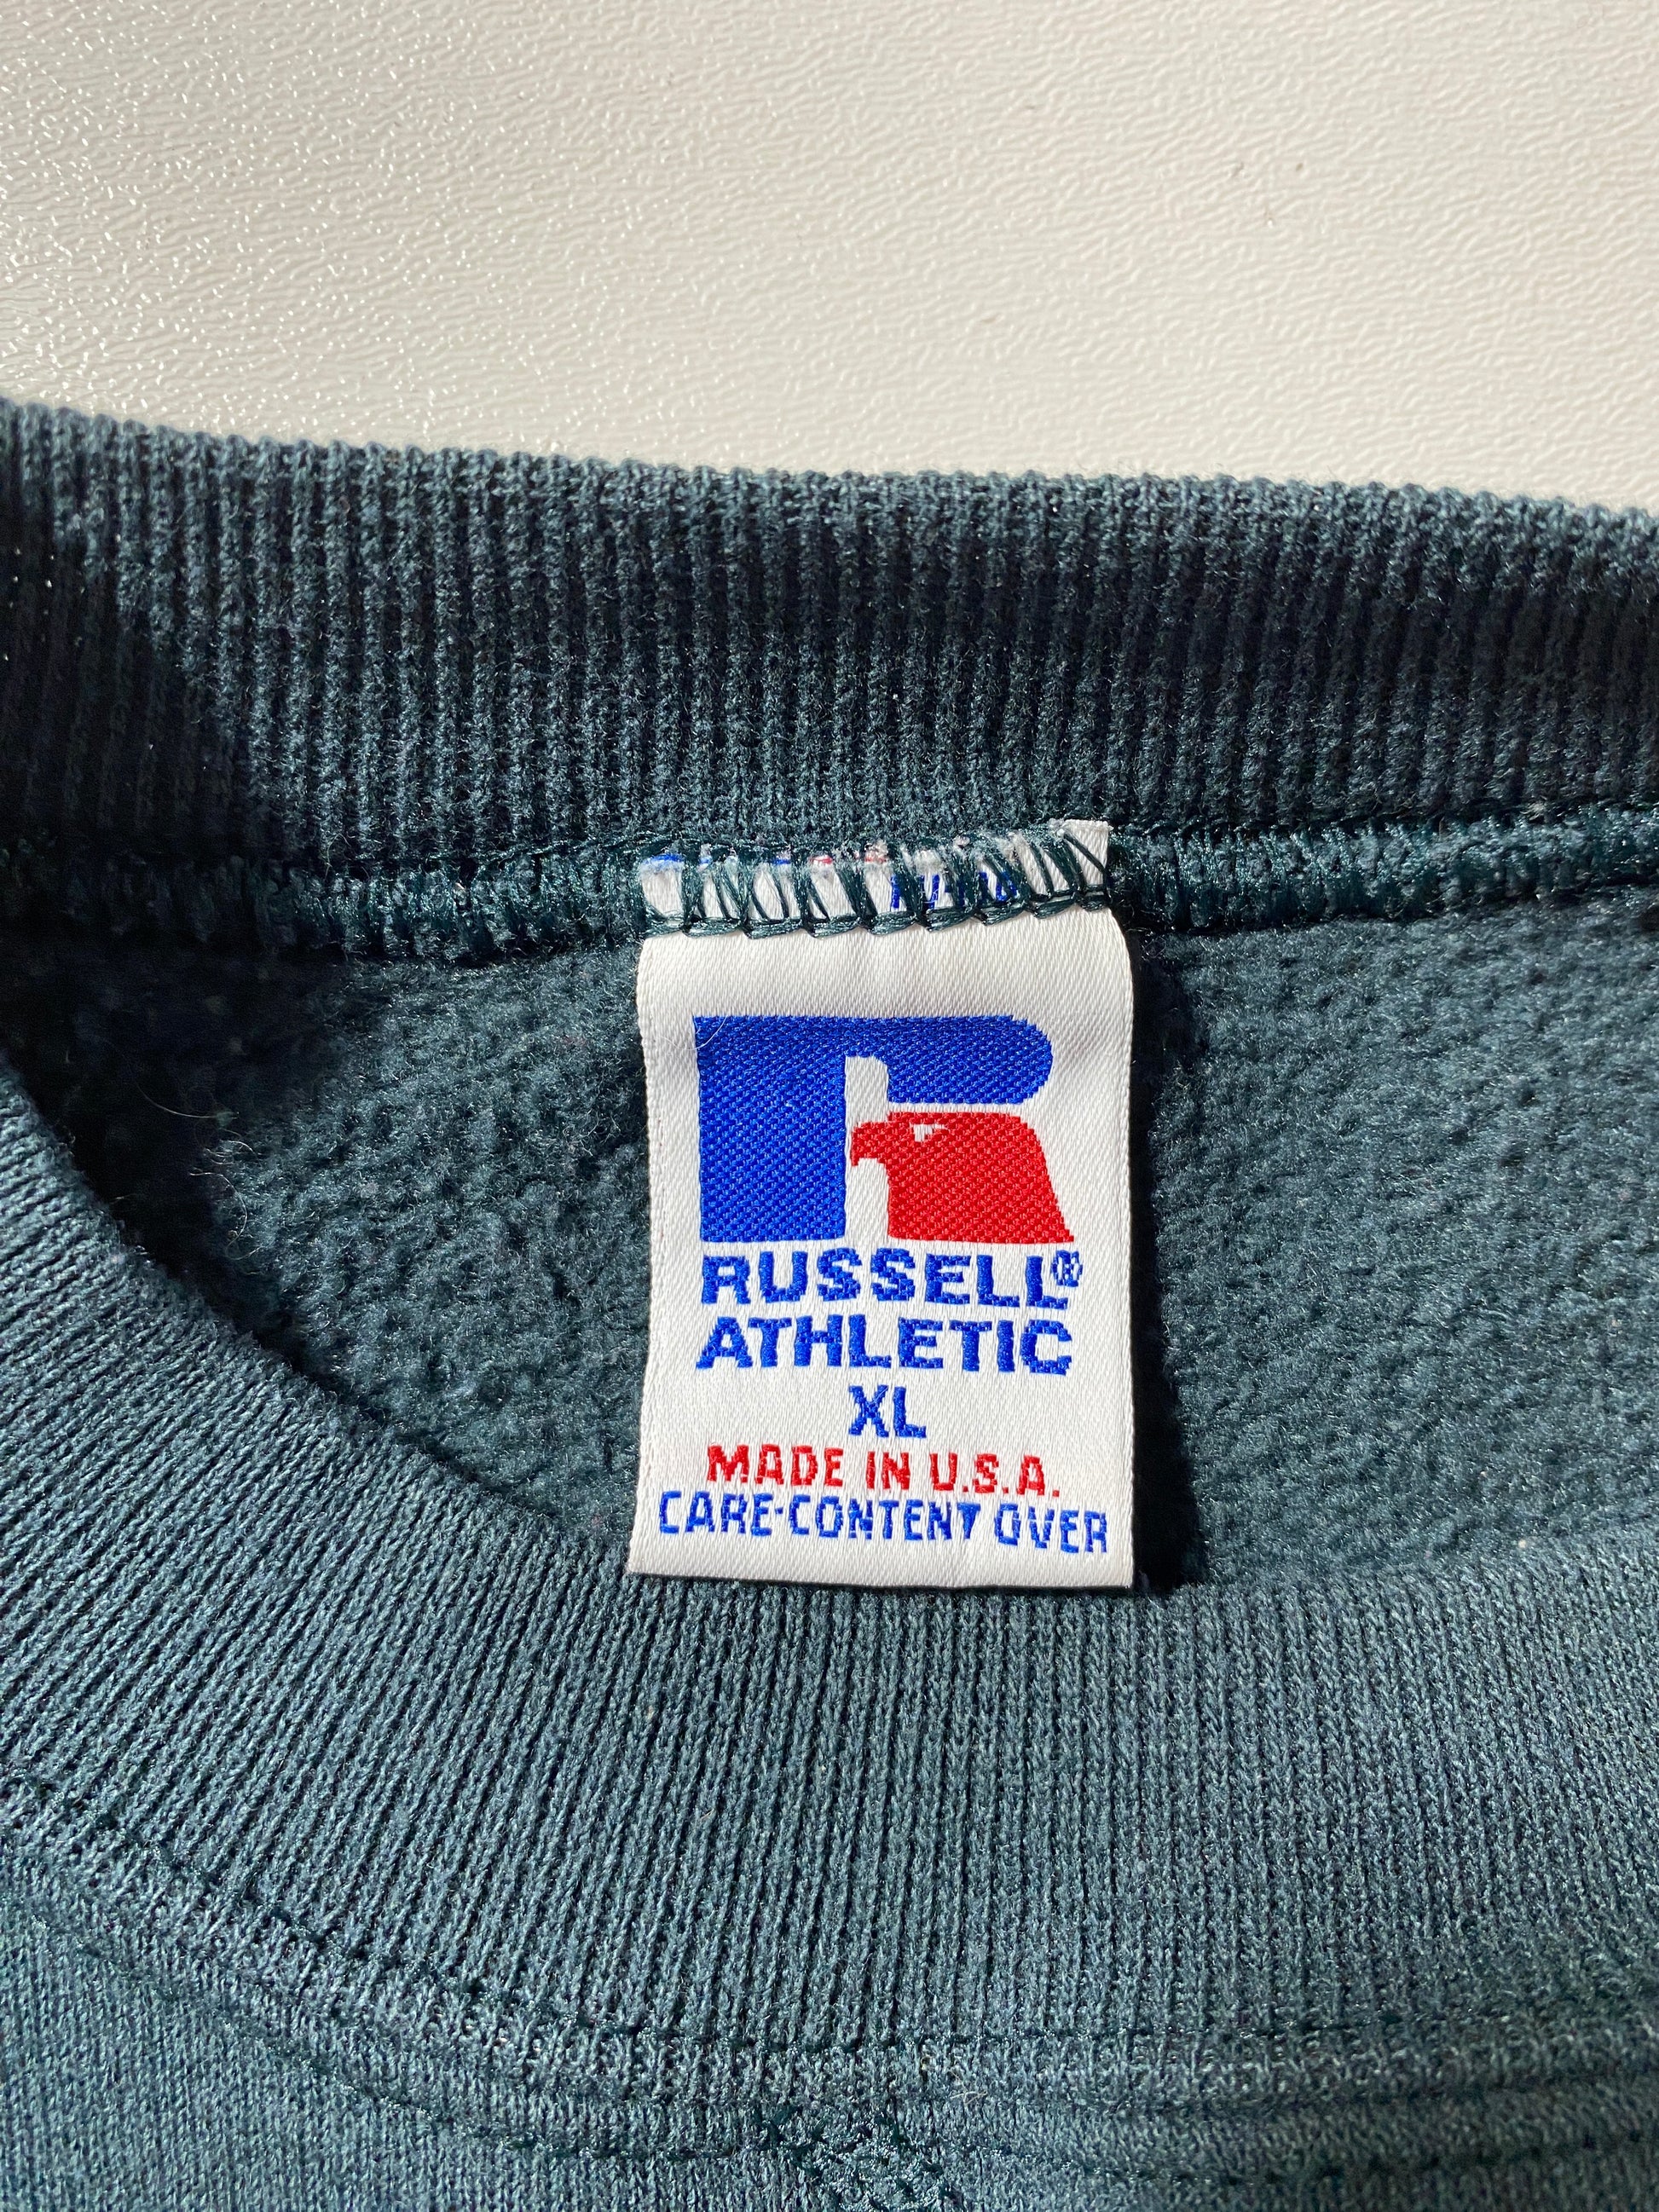 RUSSELL®
ATHLETIC
XL
MADE IN U.S.A.
CARE-CONTENT OVER